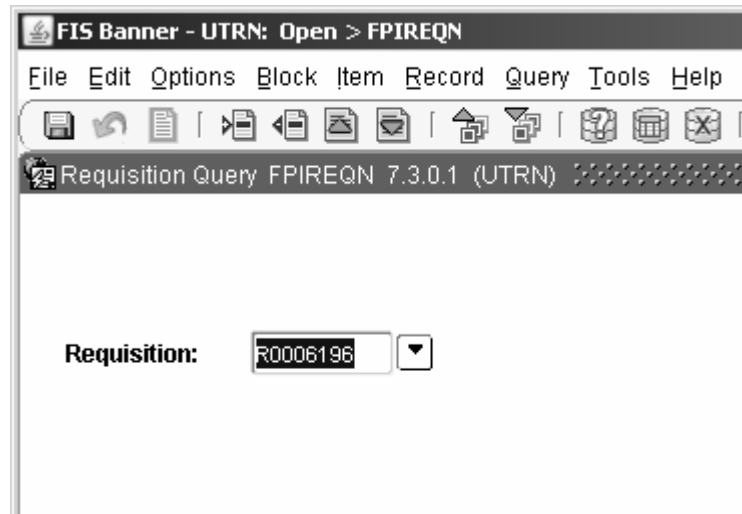 FIS Banner - UTRN: Open > FPIREQN
File Edit Options Block Item Record Query Tools Help
Requisition Query FPIREQN 7.3.0.1 (UTRN)
Requisition: R0006196